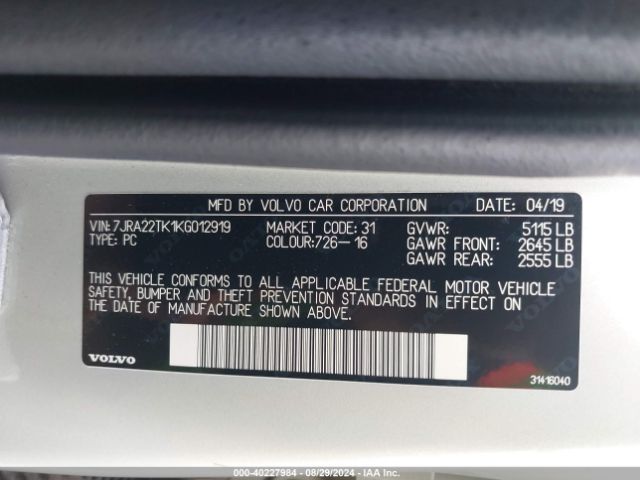 MFD BY VOLVO CAR CORPORATION DATE: 04/19
VIN: 7JRA22TK1KG012919 MARKET CODE: 31 GVWR: 5115 LB
TYPE: PC COLOUR: 726-16 GAWR FRONT: 2645 LB
GAWR REAR: 2555 LB
THIS VEHICLE CONFORMS TO ALL APPLICABLE FEDERAL MOTOR VEHICLE
SAFETY, BUMPER AND THEFT PREVENTION STANDARDS IN EFFECT ON
THE DATE OF MANUFACTURE SHOWN ABOVE.
VOLVO
31416040
000-40227984 | 08/29/2024 | IAA Inc.